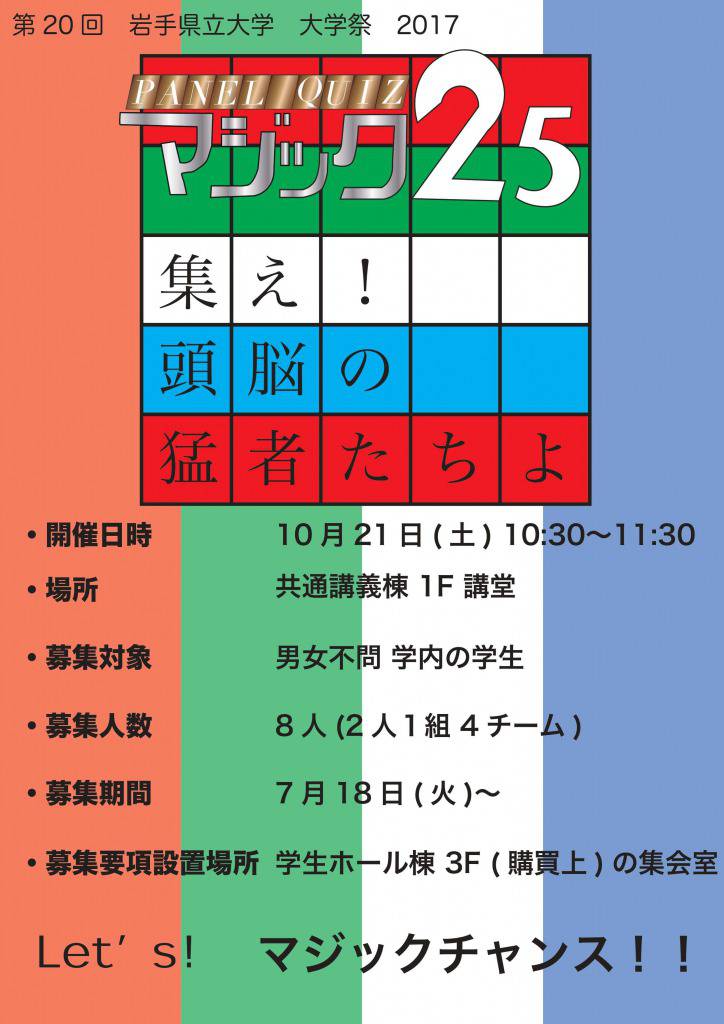 第20回　岩手県立大学　大学祭　2017
PANEL QUIZ
マジック25
集え！
頭脳の
猛者たちよ
・開催日時　10月21日(土) 10:30～11:30
・場所　共通講義棟 1F 講堂
・募集対象　男女不問 学内の学生
・募集人数　8人(2人1組 4チーム)
・募集期間　7月18日(火)～
・募集要項設置場所　学生ホール棟 3F (購買上)の集会室
Let's!　マジックチャンス！！